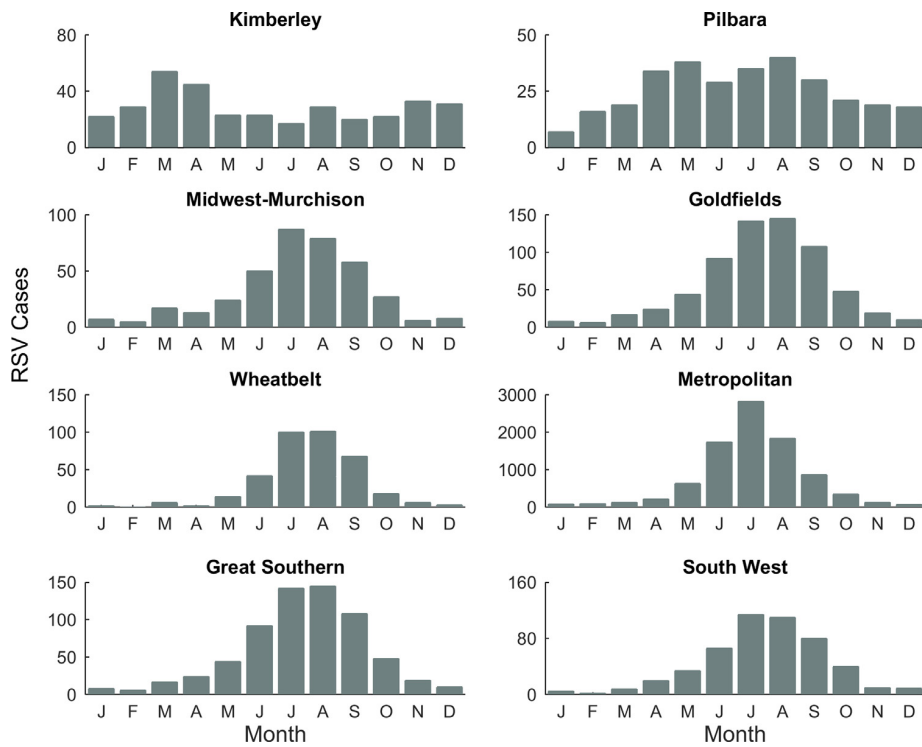 Kimberley
80
40
0
J F M A M J J A S O N D
Pilbara
50
25
0
J F M A M J J A S O N D
Midwest-Murchison
100
50
0
J F M A M J J A S O N D
Goldfields
150
100
50
0
J F M A M J J A S O N D
RSV Cases
Wheatbelt
150
100
50
0
J F M A M J J A S O N D
Metropolitan
3000
2000
1000
0
J F M A M J J A S O N D
Great Southern
150
100
50
0
J F M A M J J A S O N D
Month
South West
160
80
0
J F M A M J J A S O N D
Month